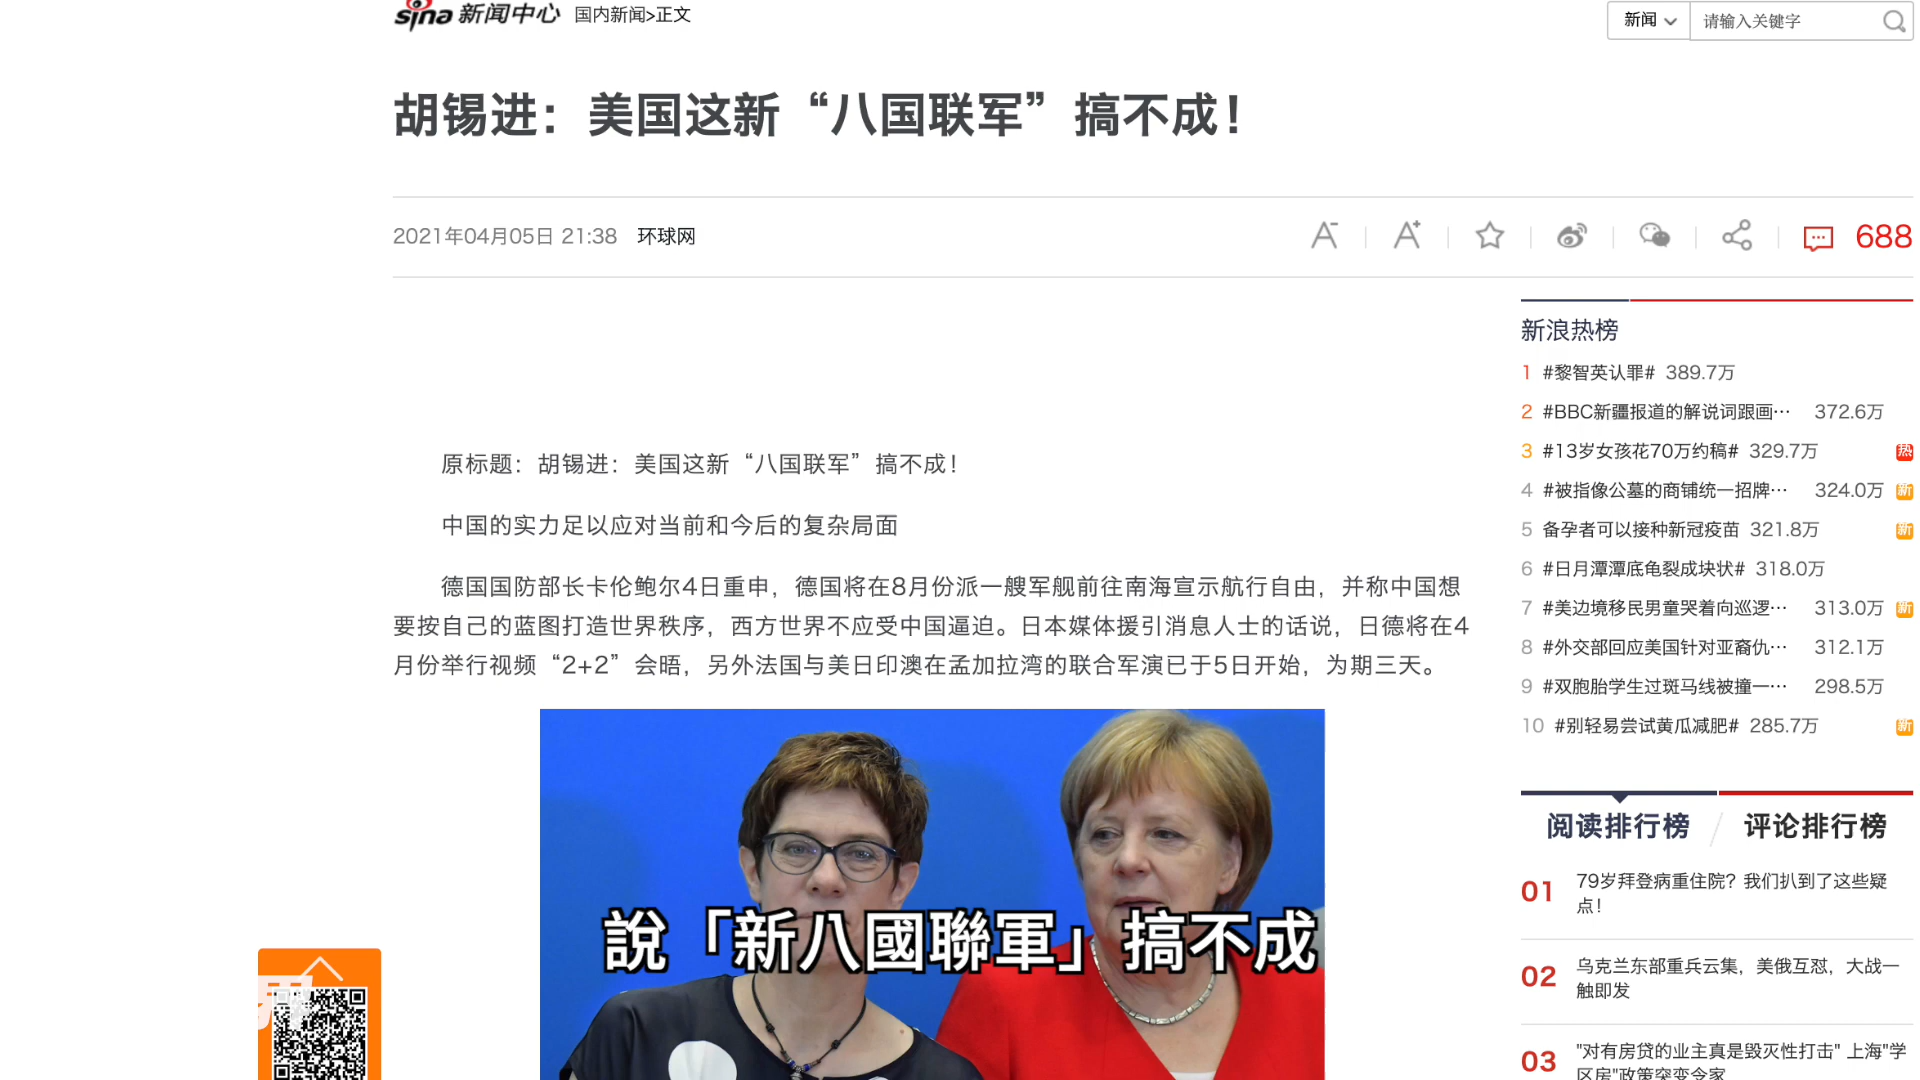 sina 新闻中心 国内新闻>正文
新闻
请输入关键字
胡锡进：美国这新“八国联军”搞不成！
2021年04月05日 21:38 环球网
A-
A+
688
原标题：胡锡进：美国这新“八国联军”搞不成！
中国的实力足以应对当前和今后的复杂局面
德国国防部长卡伦鲍尔4日重申，德国将在8月份派一艘军舰前往南海宣示航行自由，并称中国想
要按自己的蓝图打造世界秩序，西方世界不应受中国逼迫。日本媒体援引消息人士的话说，日德将在4
月份举行视频“2+2”会晤，另外法国与美日印澳在孟加拉湾的联合军演已于5日开始，为期三天。
說「新八國聯軍」搞不成
新浪热榜
1 #黎智英认罪# 389.7万
2 #BBC新疆报道的解说词跟画… 372.6万
3 #13岁女孩花70万约稿# 329.7万 热
4 #被指像公墓的商铺统一招牌… 324.0万 新
5 备孕者可以接种新冠疫苗 321.8万 新
6 #日月潭潭底龟裂成块状# 318.0万
7 #美边境移民男童哭着向巡逻… 313.0万 新
8 #外交部回应美国针对亚裔仇… 312.1万
9 #双胞胎学生过斑马线被撞一… 298.5万
10 #别轻易尝试黄瓜减肥# 285.7万 新
阅读排行榜 / 评论排行榜
01 79岁拜登病重住院？我们扒到了这些疑
点！
02 乌克兰东部重兵云集，美俄互怼，大战一
触即发
03 "对有房贷的业主真是毁灭性打击" 上海"学
区房"政策突变令家